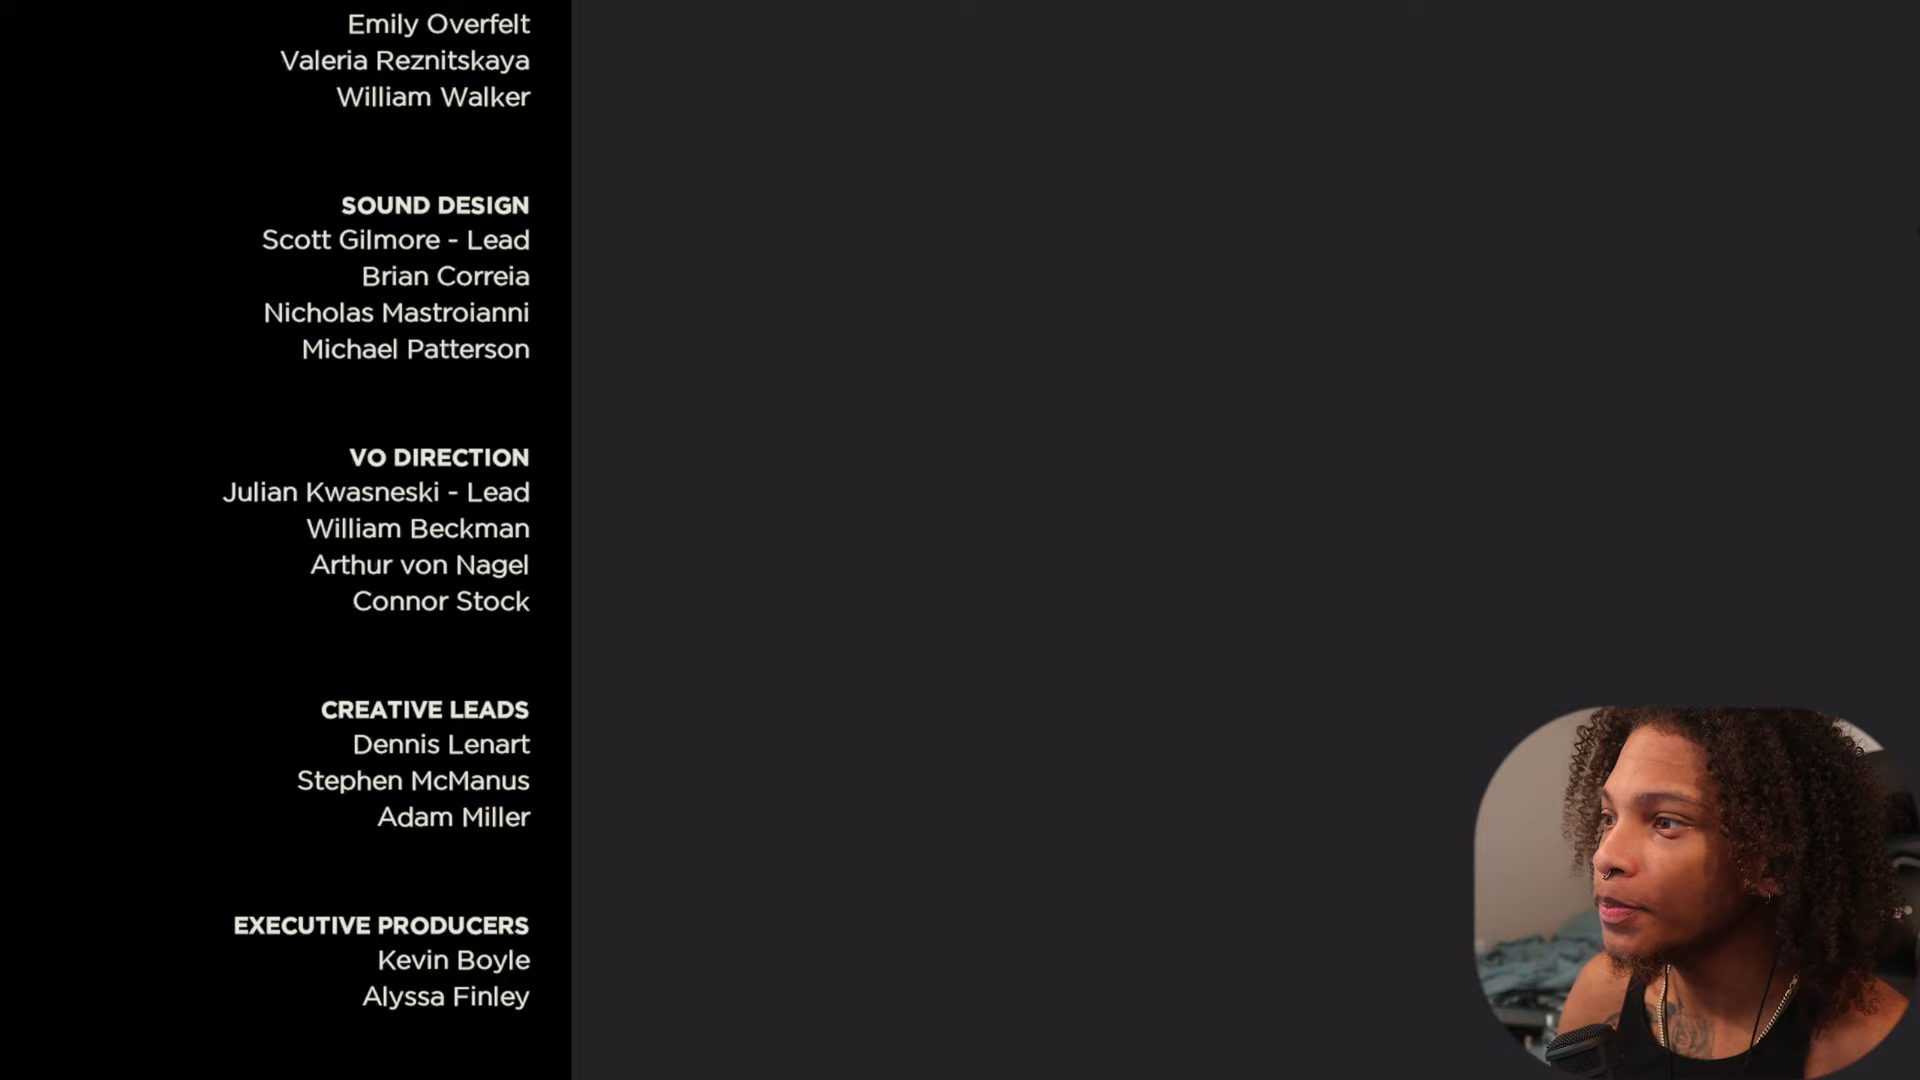 Emily Overfelt
Valeria Reznitskaya
William Walker
SOUND DESIGN
Scott Gilmore - Lead
Brian Correia
Nicholas Mastroianni
Michael Patterson
VO DIRECTION
Julian Kwasneski - Lead
William Beckman
Arthur von Nagel
Connor Stock
CREATIVE LEADS
Dennis Lenart
Stephen McManus
Adam Miller
EXECUTIVE PRODUCERS
Kevin Boyle
Alyssa Finley